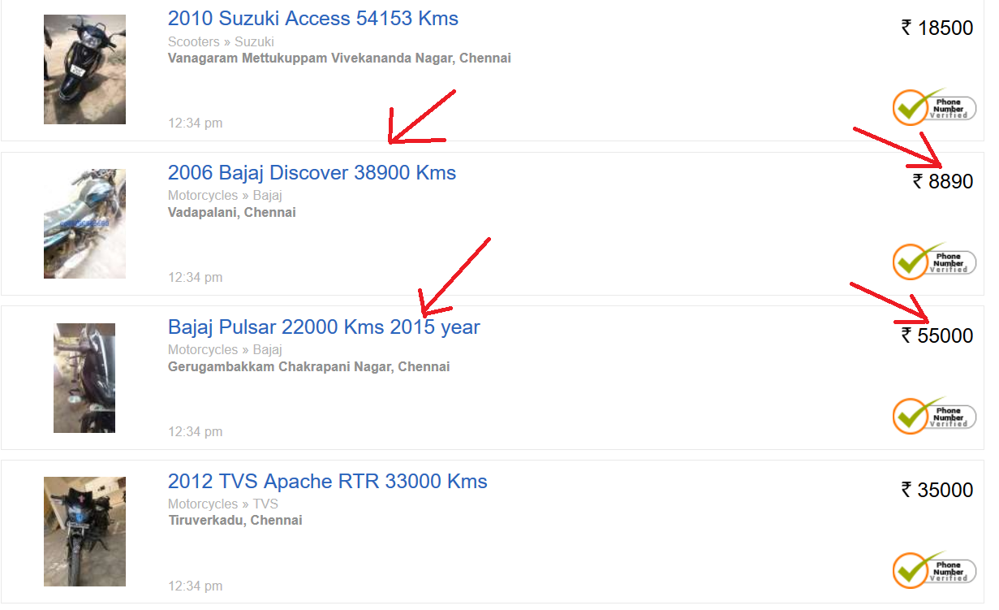 2010 Suzuki Access 54153 Kms
₹ 18500
Scooters » Suzuki
Vanagaram Mettukuppam Vivekananda Nagar, Chennai
12:34 pm
Phone
Number
Verified
2006 Bajaj Discover 38900 Kms
₹ 8890
Motorcycles » Bajaj
Vadapalani, Chennai
12:34 pm
Phone
Number
Verified
Bajaj Pulsar 22000 Kms 2015 year
₹ 55000
Motorcycles » Bajaj
Gerugambakkam Chakrapani Nagar, Chennai
12:34 pm
Phone
Number
Verified
2012 TVS Apache RTR 33000 Kms
₹ 35000
Motorcycles » TVS
Tiruverkadu, Chennai
12:34 pm
Phone
Number
Verified